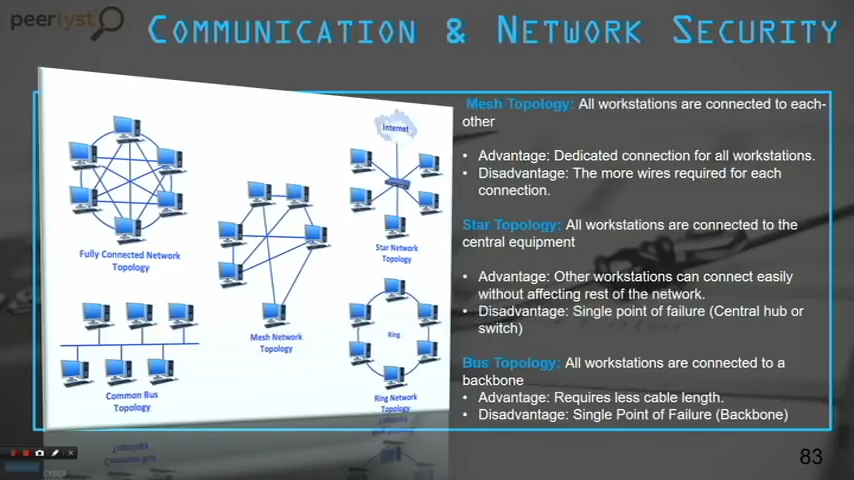 peerlyst
COMMUNICATION & NETWORK SECURITY
Fully Connected Network
Topology
Common Bus
Topology
Mesh Network
Topology
Internet
Star Network
Topology
Ring
Ring Network
Topology
Mesh Topology: All workstations are connected to each-
other
• Advantage: Dedicated connection for all workstations.
• Disadvantage: The more wires required for each
connection.
Star Topology: All workstations are connected to the
central equipment
• Advantage: Other workstations can connect easily
without affecting rest of the network.
• Disadvantage: Single point of failure (Central hub or
switch)
Bus Topology: All workstations are connected to a
backbone
• Advantage: Requires less cable length.
• Disadvantage: Single Point of Failure (Backbone)
83
CYBER